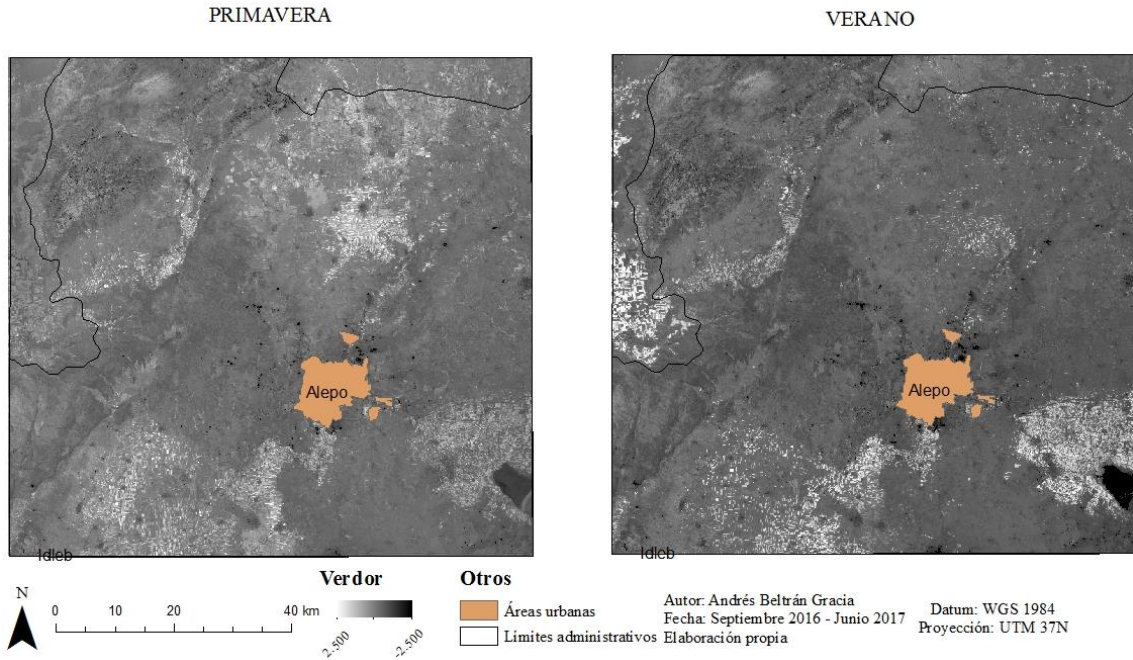 PRIMAVERA
VERANO
Alepo
Alepo
Idleb
Idleb
N
0 10 20 40 km
Verdor
2.500
-2.500
Otros
Áreas urbanas
Limites administrativos
Autor: Andrés Beltrán Gracia
Fecha: Septiembre 2016 - Junio 2017
Elaboración propia
Datum: WGS 1984
Proyección: UTM 37N